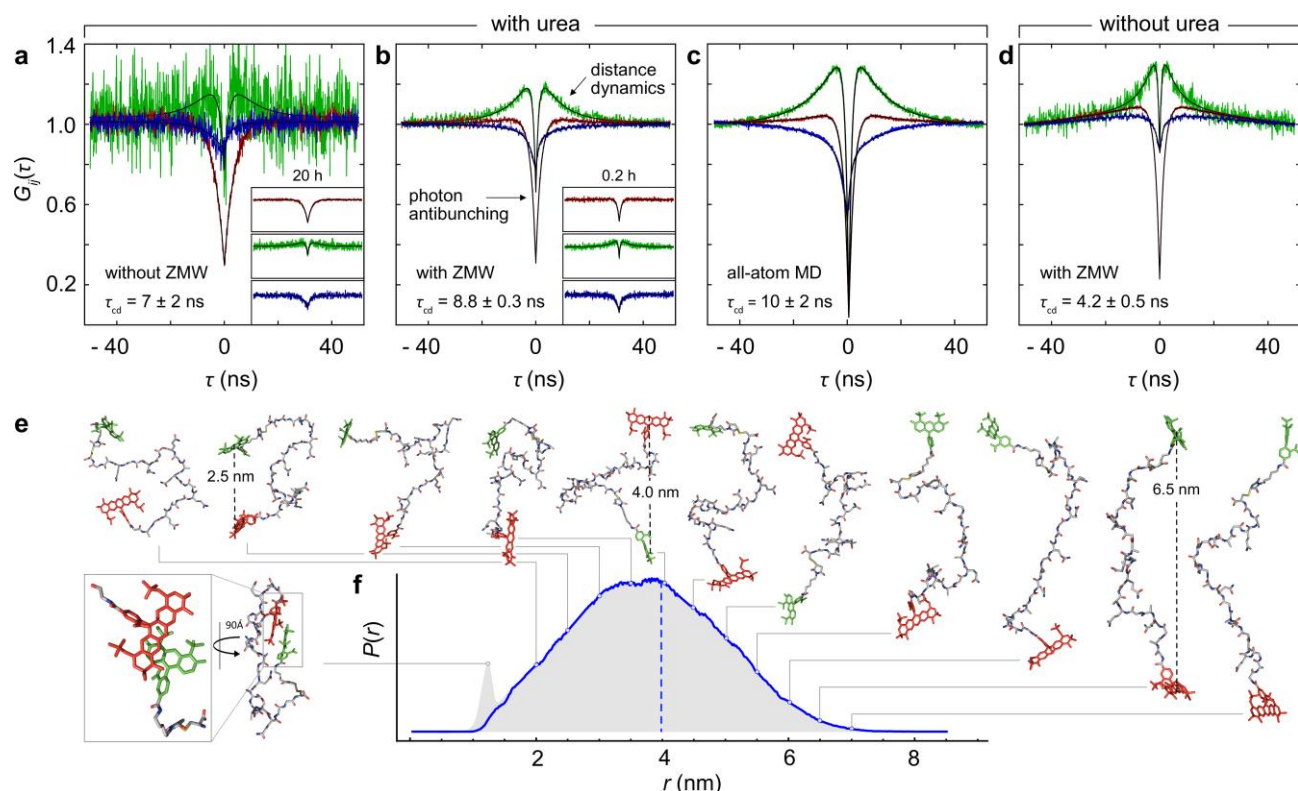 with urea
without urea
a
b
c
d
1.4
1.0
0.6
0.2
G_ij(τ)
20 h
without ZMW
τcd = 7 ± 2 ns
distance
dynamics
photon
antibunching
0.2 h
with ZMW
τcd = 8.8 ± 0.3 ns
all-atom MD
τcd = 10 ± 2 ns
with ZMW
τcd = 4.2 ± 0.5 ns
- 40 0 40
- 40 0 40
- 40 0 40
- 40 0 40
τ (ns)
τ (ns)
τ (ns)
τ (ns)
e
2.5 nm
4.0 nm
6.5 nm
90Å
f
P(r)
2 4 6 8
r (nm)